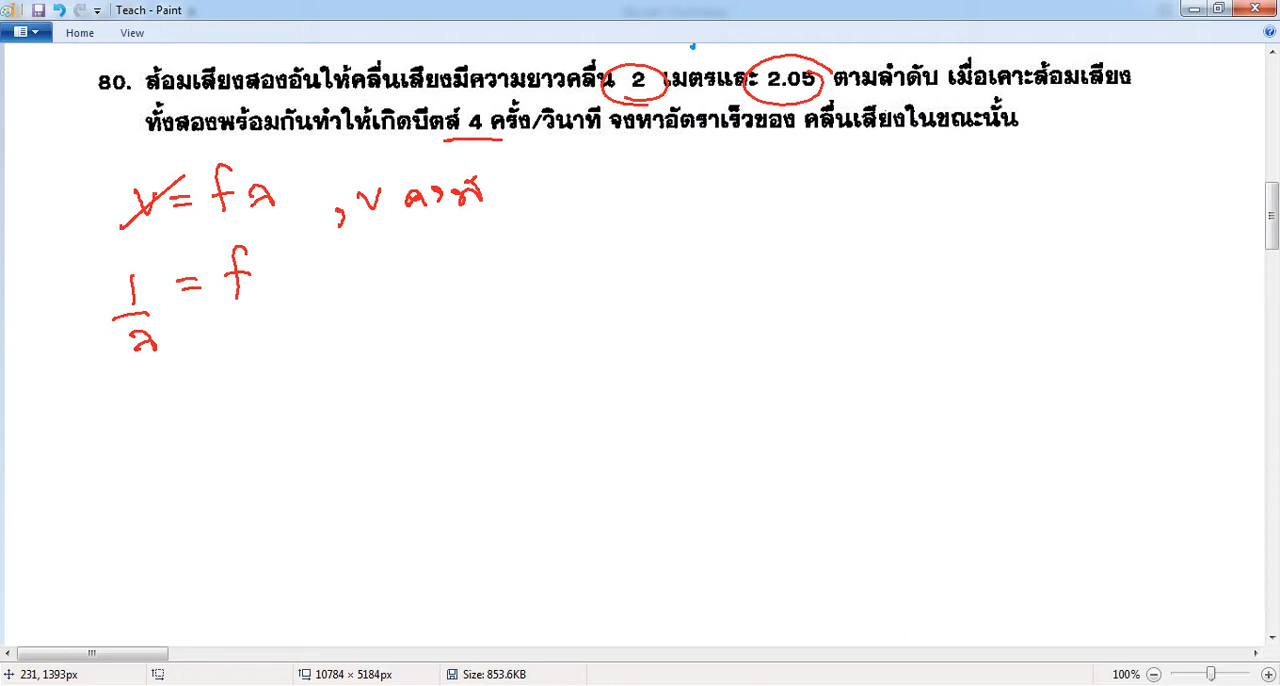 Teach - Paint
Home View
80. ส้อมเสียงสองอันให้คลื่นเสียงมีความยาวคลื่น 2 เมตรและ 2.05 ตามลำดับ เมื่อเคาะส้อมเสียง
ทั้งสองพร้อมกันทำให้เกิดบีตส์ 4 ครั้ง/วินาที จงหาอัตราเร็วของ คลื่นเสียงในขณะนั้น
v = fλ , v คงที่
1/λ = f
231, 1393px 10784 × 5184px Size: 853.6KB 100%